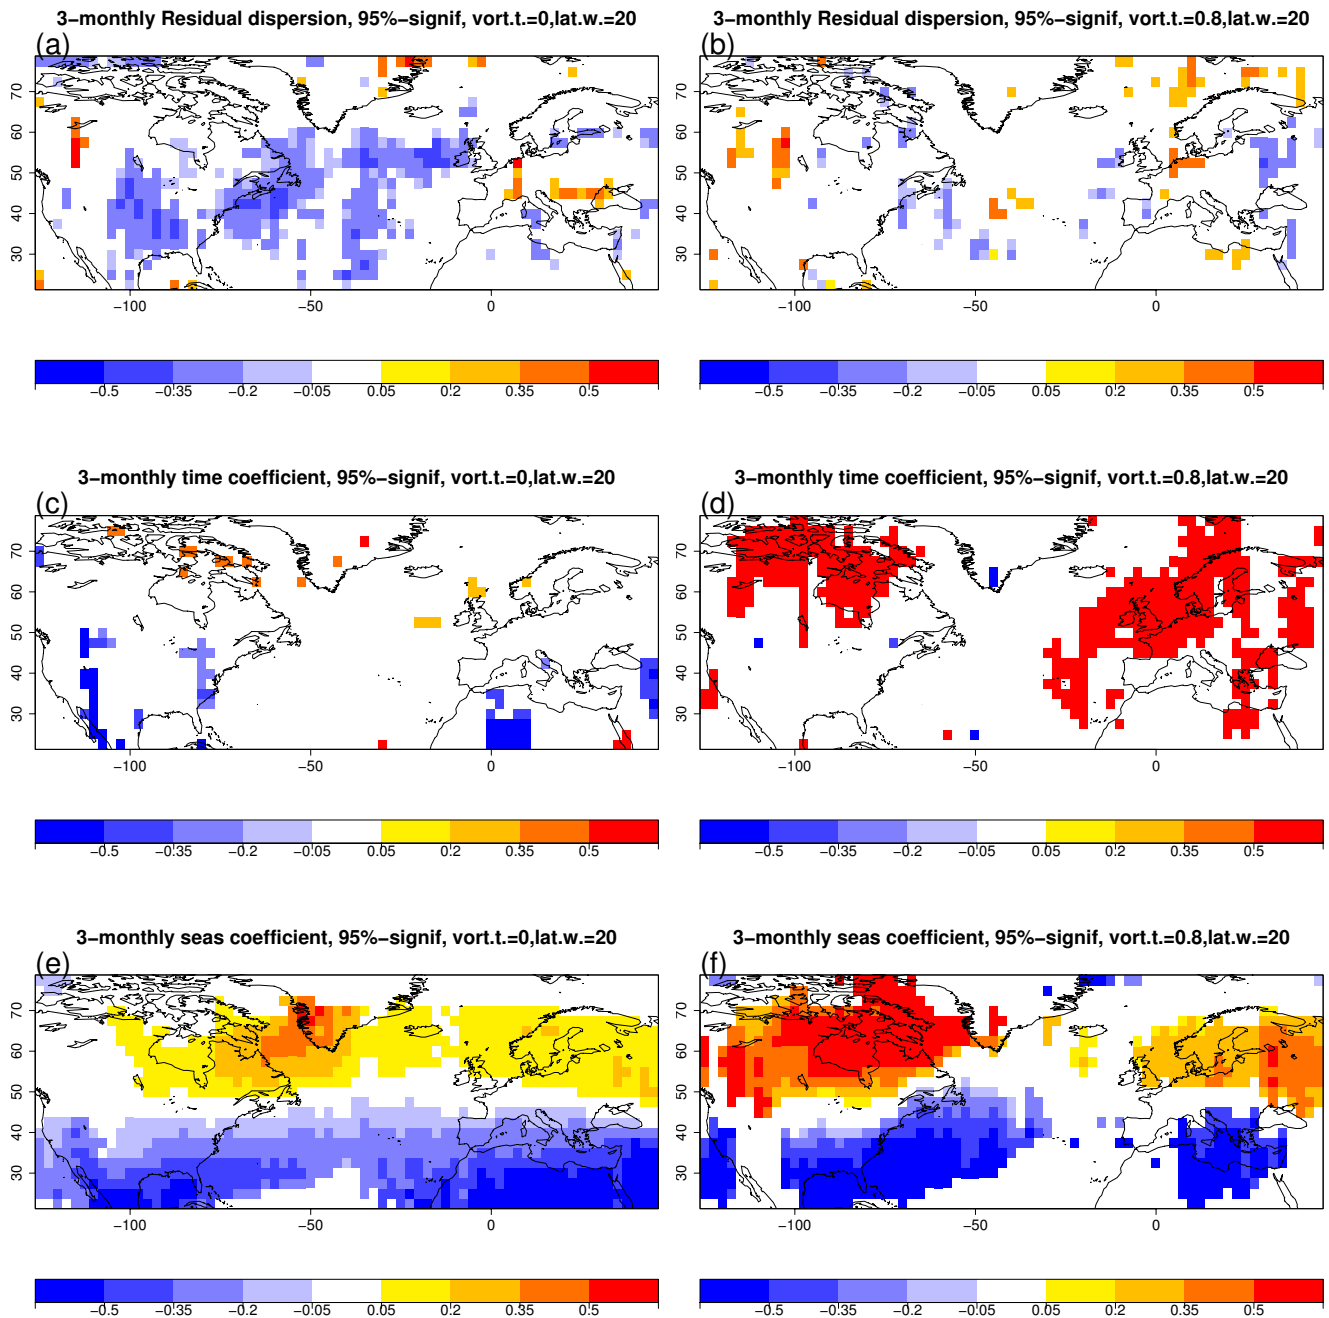 3−monthly Residual dispersion, 95%−signif, vort.t.=0,lat.w.=20
(a)
70
60
50
40
30
−100 −50 0
−0.5 −0.35 −0.2 −0.05 0.05 0.2 0.35 0.5
3−monthly Residual dispersion, 95%−signif, vort.t.=0.8,lat.w.=20
(b)
70
60
50
40
30
−100 −50 0
−0.5 −0.35 −0.2 −0.05 0.05 0.2 0.35 0.5
3−monthly time coefficient, 95%−signif, vort.t.=0,lat.w.=20
(c)
70
60
50
40
30
−100 −50 0
−0.5 −0.35 −0.2 −0.05 0.05 0.2 0.35 0.5
3−monthly time coefficient, 95%−signif, vort.t.=0.8,lat.w.=20
(d)
70
60
50
40
30
−100 −50 0
−0.5 −0.35 −0.2 −0.05 0.05 0.2 0.35 0.5
3−monthly seas coefficient, 95%−signif, vort.t.=0,lat.w.=20
(e)
70
60
50
40
30
−100 −50 0
−0.5 −0.35 −0.2 −0.05 0.05 0.2 0.35 0.5
3−monthly seas coefficient, 95%−signif, vort.t.=0.8,lat.w.=20
(f)
70
60
50
40
30
−100 −50 0
−0.5 −0.35 −0.2 −0.05 0.05 0.2 0.35 0.5